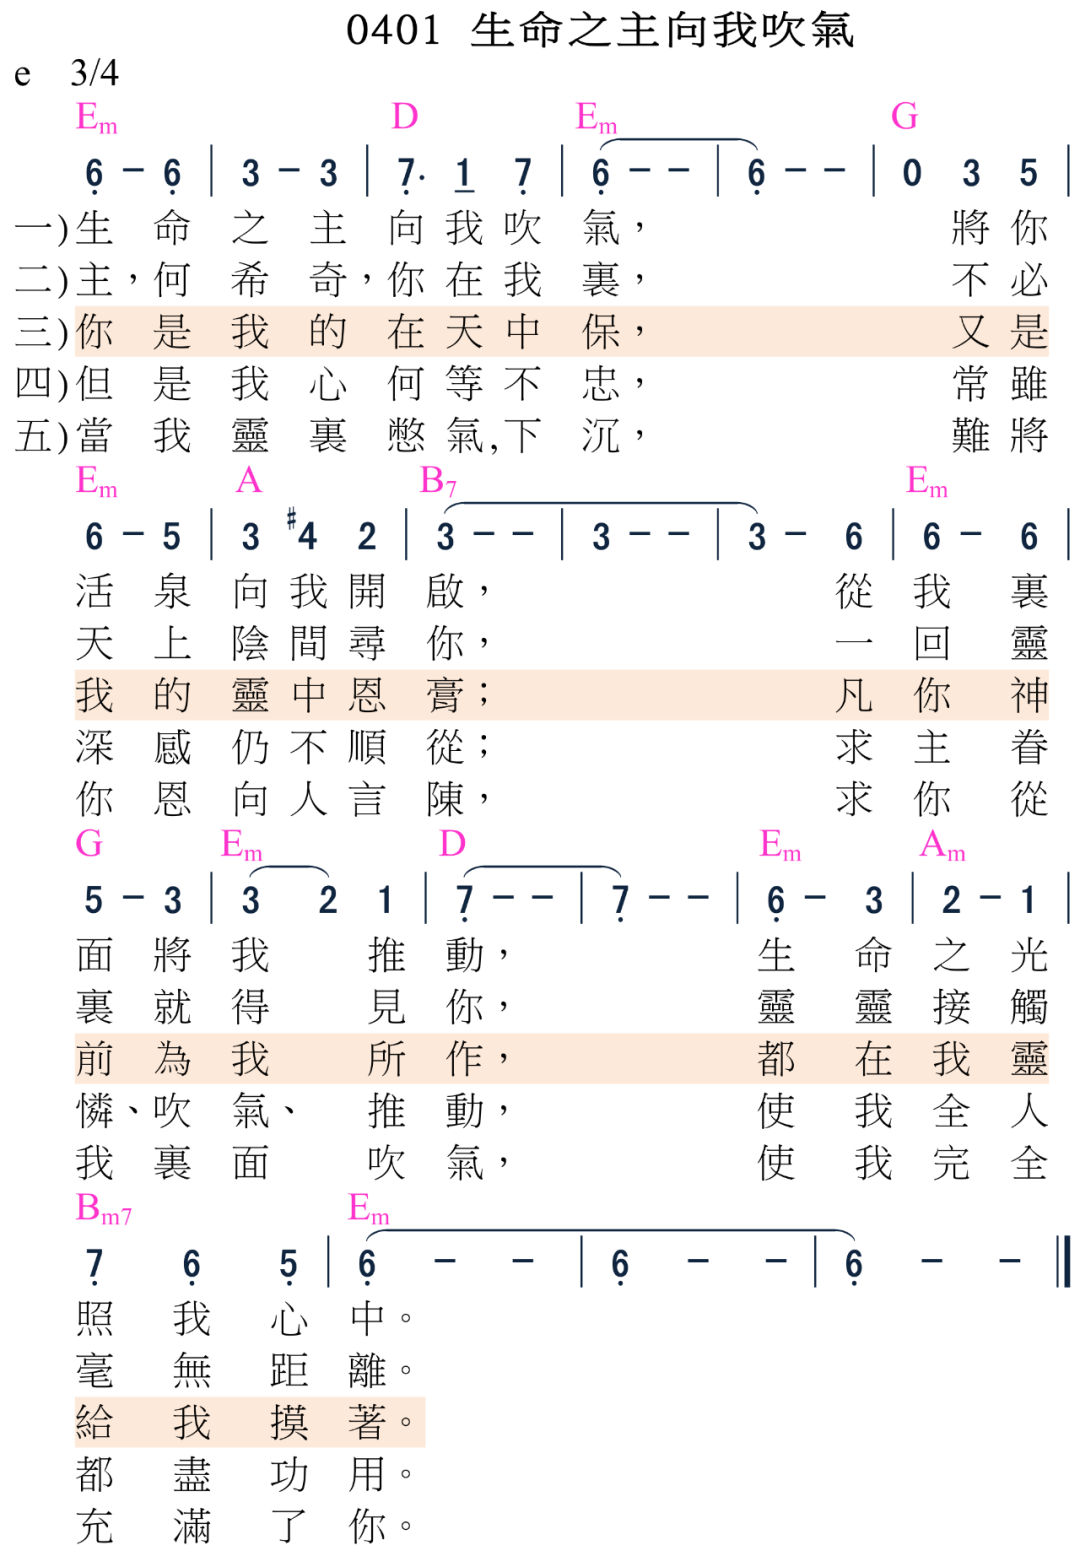 0401 生命之主向我吹氣
e 3/4
Em D Em G
6 – 6 | 3 – 3 | 7· 1 7 | 6 – – | 6 – – | 0 3 5 |
一)生命之主向我吹氣， 將你
二)主，何希奇，你在我裏， 不必
三)你是我的在天中保， 又是
四)但是我心何等不忠， 常雖
五)當我靈裏憋氣,下沉， 難將
Em A B7 Em
6 – 5 | 3 #4 2 | 3 – – | 3 – – | 3 – 6 | 6 – 6 |
活泉向我開啟， 從我裏
天上陰間尋你， 一回靈
我的靈中恩膏； 凡你神
深感仍不順從； 求主眷
你恩向人言陳， 求你從
G Em D Em Am
5 – 3 | 3 2 1 | 7 – – | 7 – – | 6 – 3 | 2 – 1 |
面將我推動， 生命之光
裏就得見你， 靈靈接觸
前為我所作， 都在我靈
憐、吹氣、推動， 使我全人
我裏面吹氣， 使我完全
Bm7 Em
7 6 5 | 6 – – | 6 – – | 6 – – ‖
照我心中。
毫無距離。
給我摸著。
都盡功用。
充滿了你。